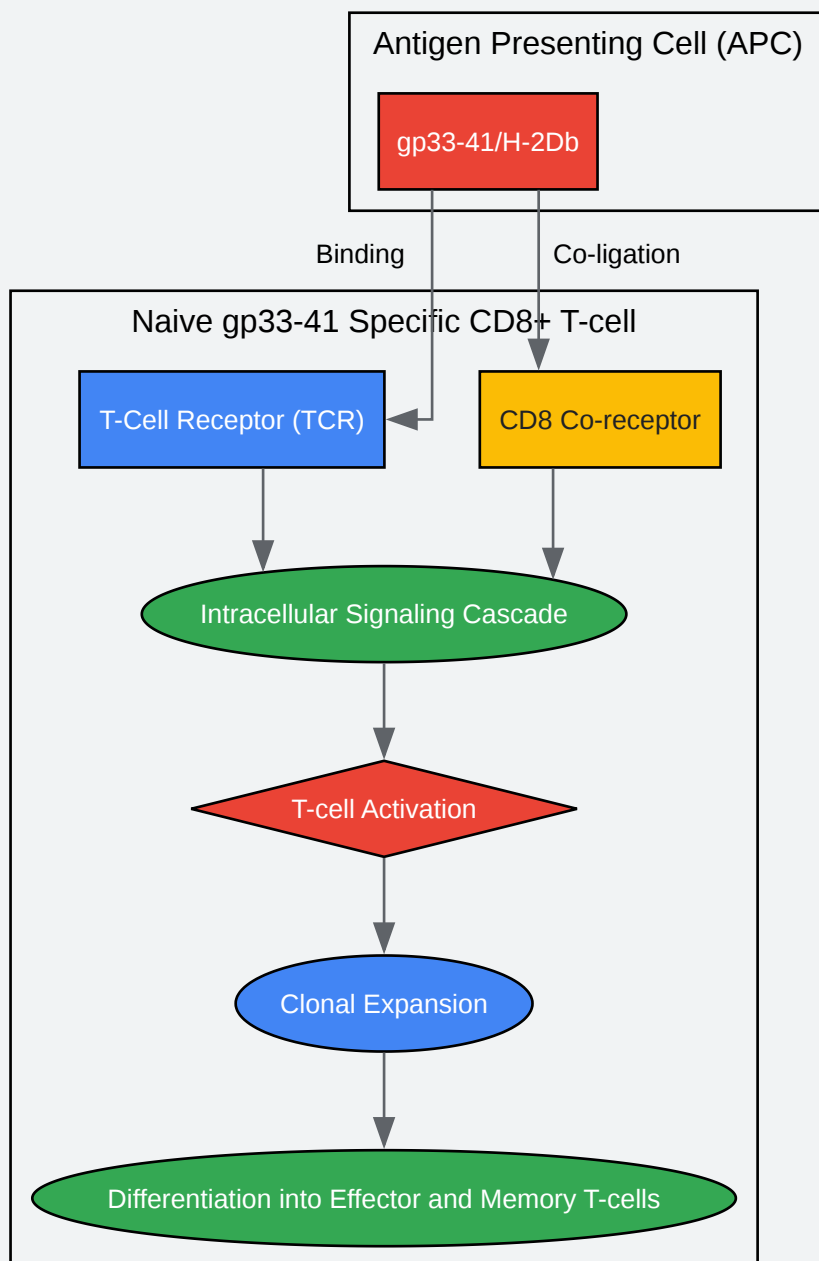 Antigen Presenting Cell (APC)
gp33-41/H-2Db
Binding
Co-ligation
Naive gp33-41 Specific CD8+ T-cell
T-Cell Receptor (TCR)
CD8 Co-receptor
Intracellular Signaling Cascade
T-cell Activation
Clonal Expansion
Differentiation into Effector and Memory T-cells